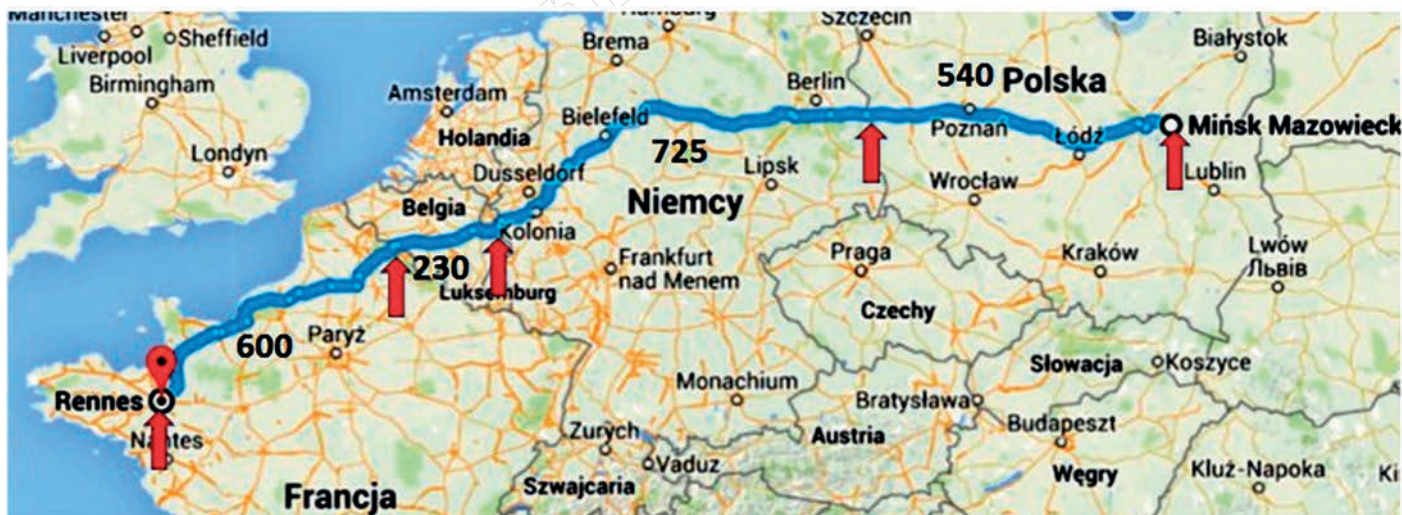 Manchester
Hamburg
Szczecin
Sheffield
Liverpool
Brema
Białystok
Birmingham
Berlin
540
Polska
Amsterdam
Bielefeld
Holandia
Poznań
Mińsk Mazowieck
Łódź
Londyn
725
Lipsk
Dusseldorf
Lublin
Wrocław
Belgia
Niemcy
Kolonia
Praga
Kraków
Lwów
Львів
230
Frankfurt
nad Menem
Luksemburg
Czechy
Paryż
600
Słowacja
Koszyce
Monachium
Rennes
Bratysława
Nantes
Zurych
Austria
Budapeszt
Vaduz
Węgry
Kluż-Napoka
Ki
Szwajcaria
Francja